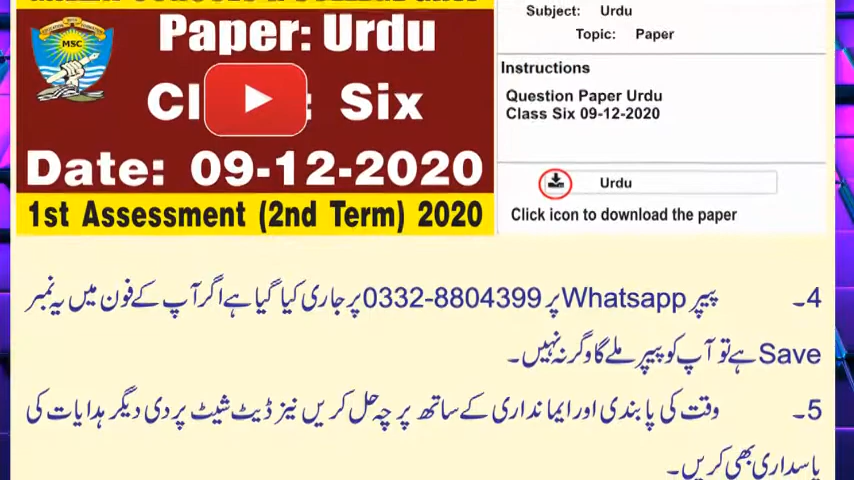 MSC
Paper: Urdu
Six
Date: 09-12-2020
1st Assessment (2nd Term) 2020
Subject: Urdu
Topic: Paper
Instructions
Question Paper Urdu
Class Six 09-12-2020
Urdu
Click icon to download the paper
4۔ پیپر Whatsapp پر 0332-8804399 پر جاری کیا گیا ہے اگر آپ کے فون میں یہ نمبر
Save ہے تو آپ کو پیپر ملے گا وگرنہ نہیں۔
5۔ وقت کی پابندی اور ایمانداری کے ساتھ پرچہ حل کریں نیز ڈیٹ شیٹ پر دی دیگر ہدایات کی
پاسداری بھی کریں۔